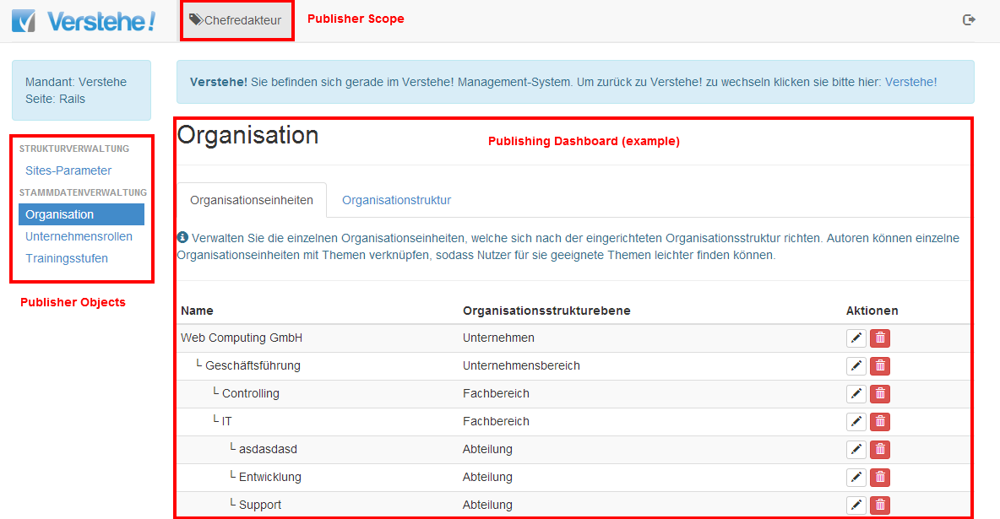 Verstehe!
Chefredakteur
Publisher Scope
Mandant: Verstehe
Seite: Rails
Verstehe! Sie befinden sich gerade im Verstehe! Management-System. Um zurück zu Verstehe! zu wechseln klicken sie bitte hier: Verstehe!
STRUKTURVERWALTUNG
Sites-Parameter
STAMMDATENVERWALTUNG
Organisation
Unternehmensrollen
Trainingsstufen
Publisher Objects
Organisation
Publishing Dashboard (example)
Organisationseinheiten
Organisationstruktur
Verwalten Sie die einzelnen Organisationseinheiten, welche sich nach der eingerichteten Organisationsstruktur richten. Autoren können einzelne
Organisationseinheiten mit Themen verknüpfen, sodass Nutzer für sie geeignete Themen leichter finden können.
Name Organisationsstrukturebene Aktionen
Web Computing GmbH Unternehmen
└ Geschäftsführung Unternehmensbereich
└ Controlling Fachbereich
└ IT Fachbereich
└ asdasdasd Abteilung
└ Entwicklung Abteilung
└ Support Abteilung